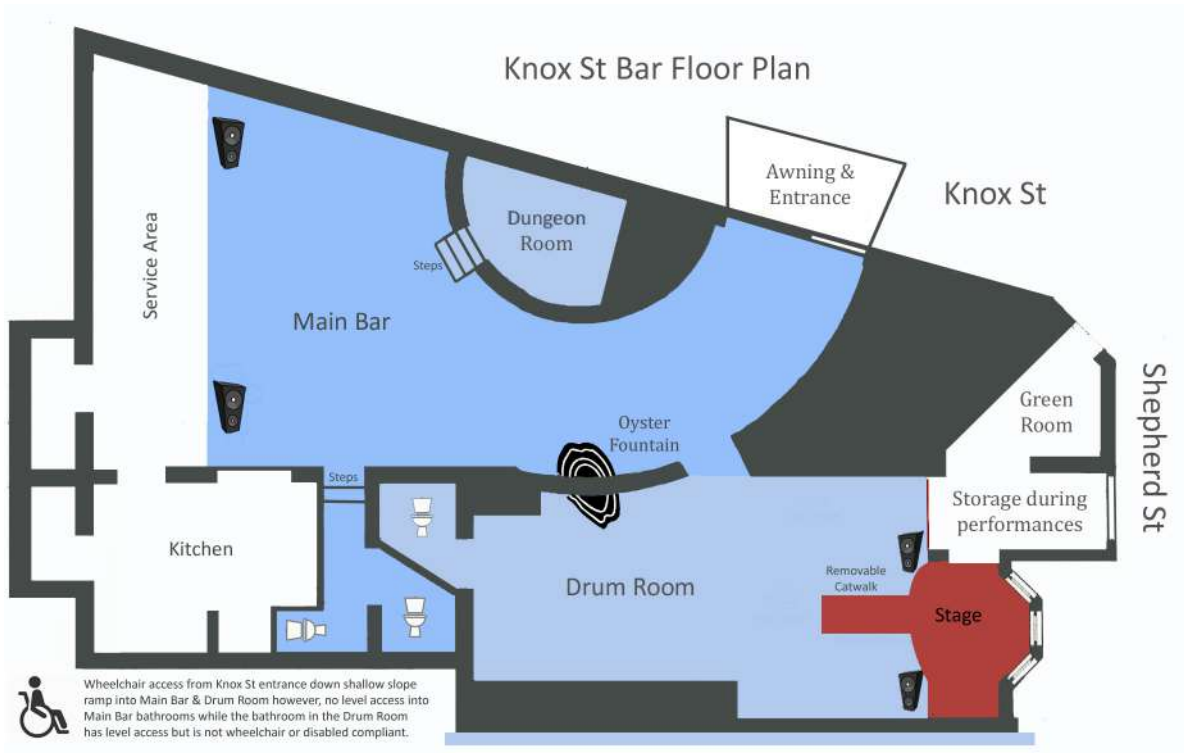 Knox St Bar Floor Plan
Awning &
Entrance
Knox St
Dungeon
Room
Steps
Service Area
Main Bar
Shepherd St
Green
Room
Oyster
Fountain
Steps
Storage during
performances
Kitchen
Drum Room
Removable
Catwalk
Stage
Wheelchair access from Knox St entrance down shallow slope
ramp into Main Bar & Drum Room however, no level access into
Main Bar bathrooms while the bathroom in the Drum Room
has level access but is not wheelchair or disabled compliant.